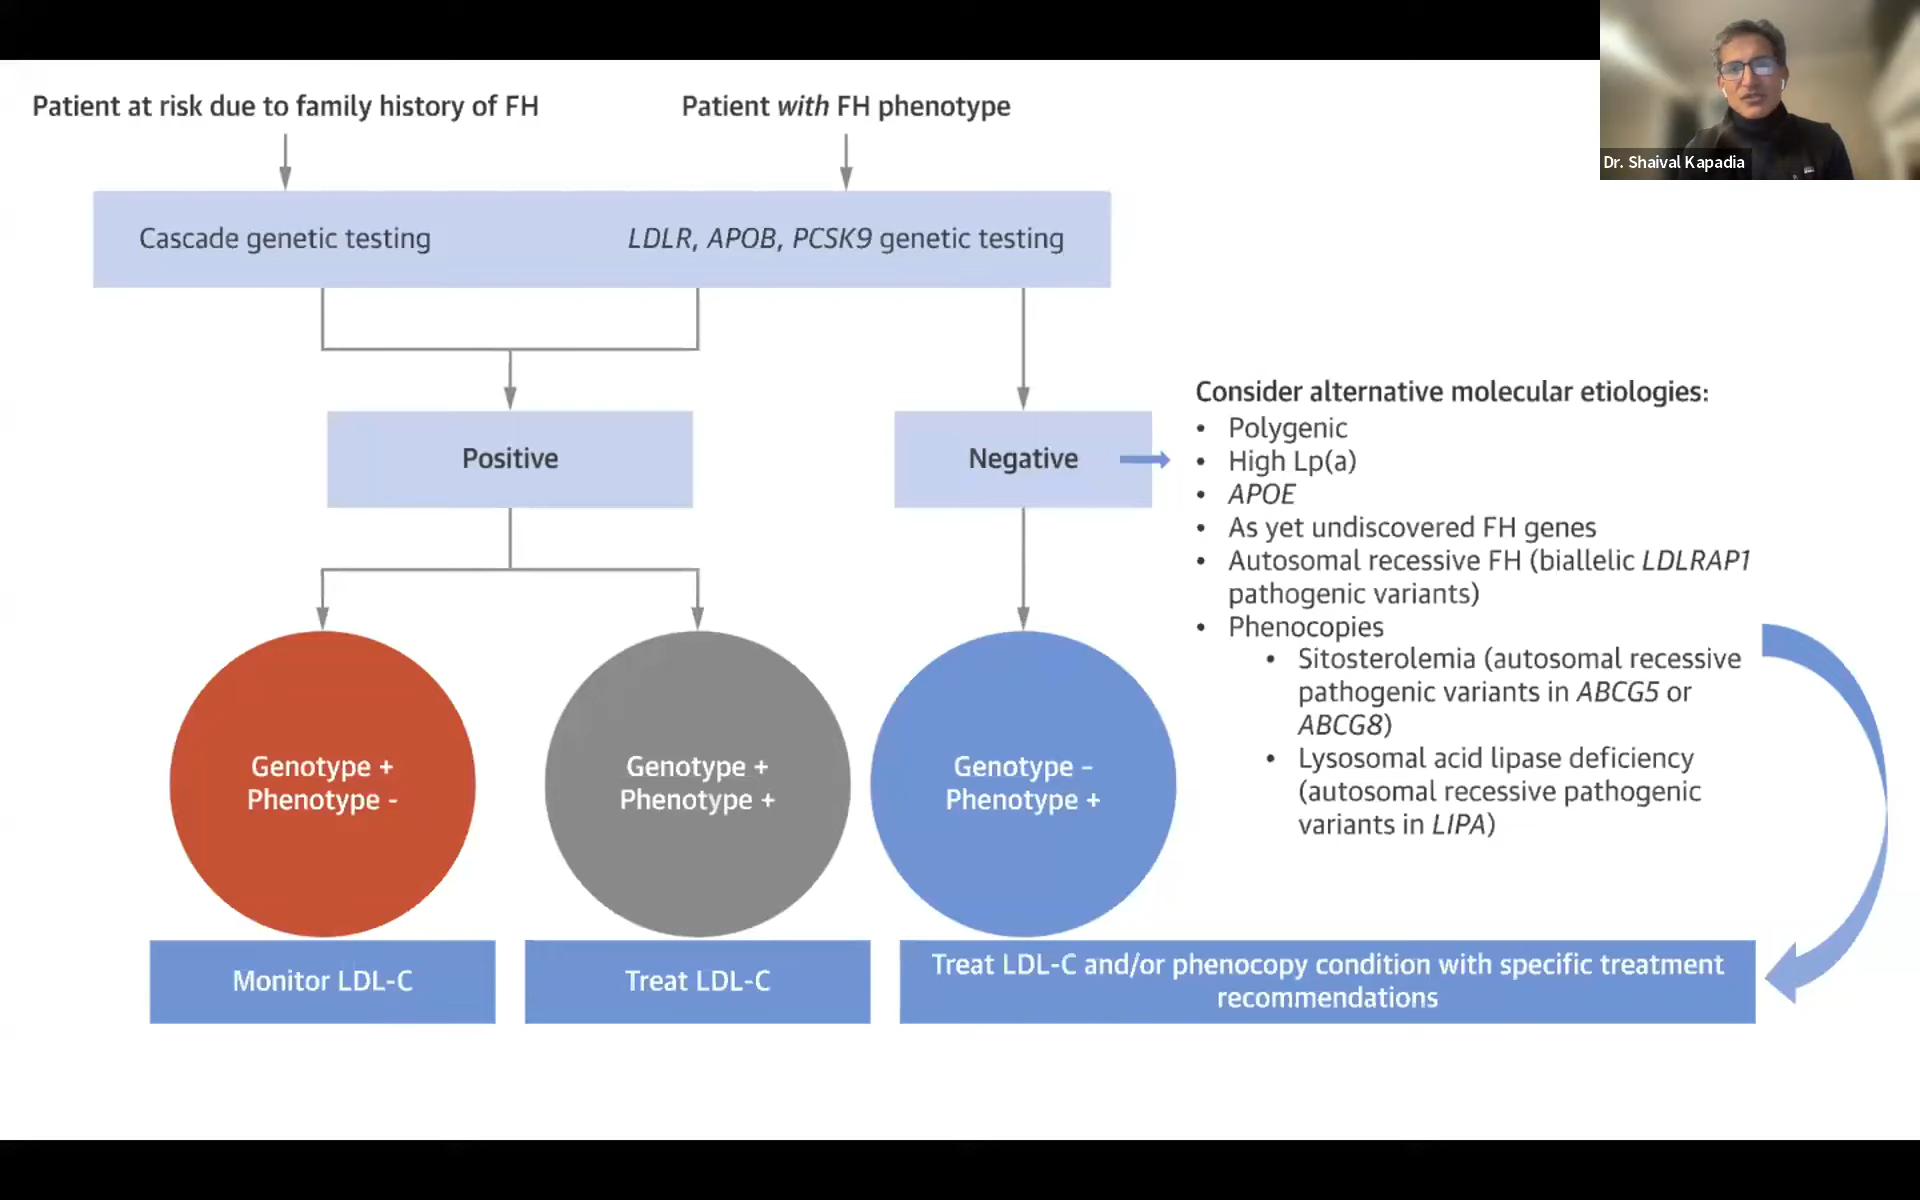 Dr. Shaival Kapadia
Patient at risk due to family history of FH
Patient with FH phenotype
Cascade genetic testing
LDLR, APOB, PCSK9 genetic testing
Positive
Negative
Consider alternative molecular etiologies:
• Polygenic
• High Lp(a)
• APOE
• As yet undiscovered FH genes
• Autosomal recessive FH (biallelic LDLRAP1
pathogenic variants)
• Phenocopies
• Sitosterolemia (autosomal recessive
pathogenic variants in ABCG5 or
ABCG8)
• Lysosomal acid lipase deficiency
(autosomal recessive pathogenic
variants in LIPA)
Genotype +
Phenotype -
Genotype +
Phenotype +
Genotype –
Phenotype +
Monitor LDL-C
Treat LDL-C
Treat LDL-C and/or phenocopy condition with specific treatment
recommendations